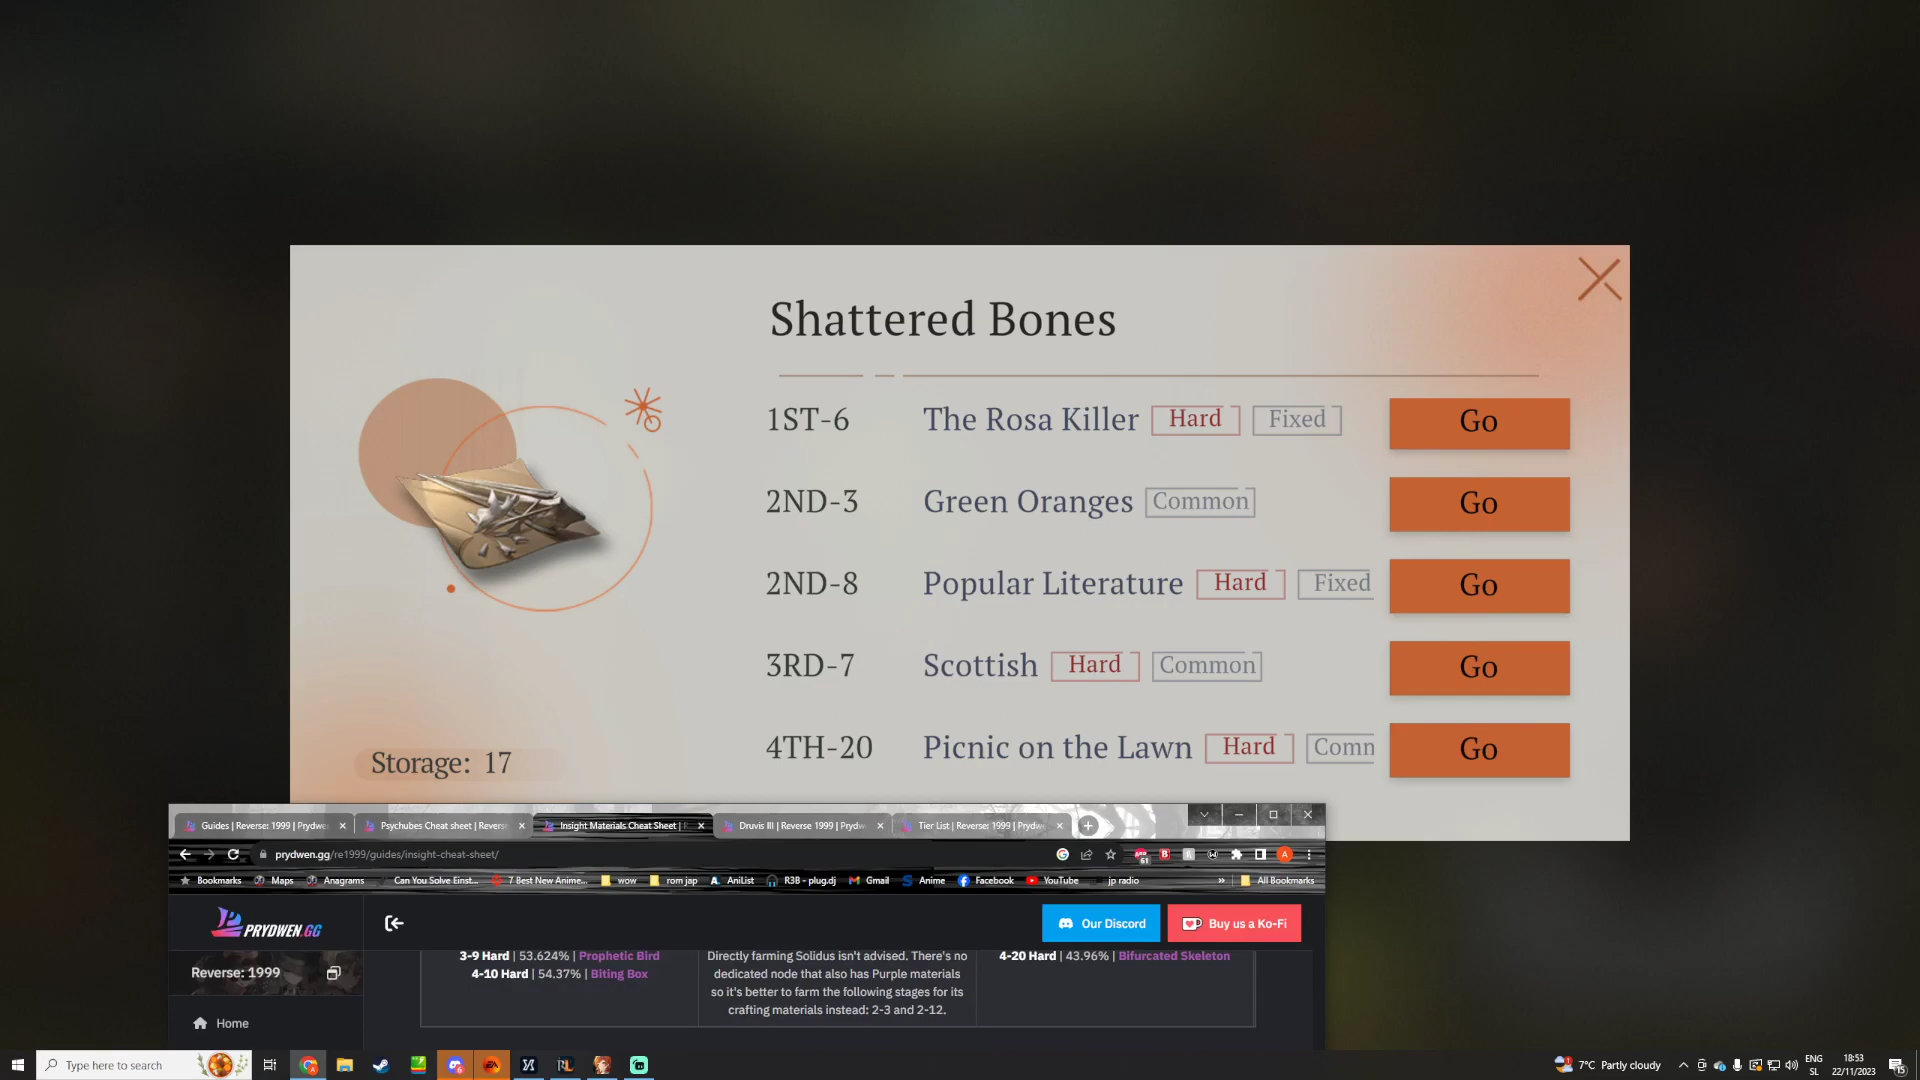 Shattered Bones
1ST-6 The Rosa Killer Hard Fixed Go
2ND-3 Green Oranges Common Go
2ND-8 Popular Literature Hard Fixed Go
3RD-7 Scottish Hard Common Go
4TH-20 Picnic on the Lawn Hard Comm Go
Storage: 17
Guides | Reverse: 1999 | Prydwe Psychubes Cheat sheet | Reverse Insight Materials Cheat Sheet | Druvis III | Reverse 1999 | Prydw Tier List | Reverse: 1999 | Prydw
prydwen.gg/re1999/guides/insight-cheat-sheet/ 61 A
Bookmarks Maps Anagrams Can You Solve Einst... 7 Best New Anime... wow rom jap AniList R3B - plug.dj Gmail Anime Facebook YouTube jp radio » All Bookmarks
PRYDWEN.GG Our Discord Buy us a Ko-Fi
Reverse: 1999
Home
3-9 Hard | 53.624% | Prophetic Bird
4-10 Hard | 54.37% | Biting Box
Directly farming Solidus isn't advised. There's no
dedicated node that also has Purple materials
so it's better to farm the following stages for its
crafting materials instead: 2-3 and 2-12.
4-20 Hard | 43.96% | Bifurcated Skeleton
Type here to search
7°C Partly cloudy
ENG
SL
18:53
22/11/2023
15